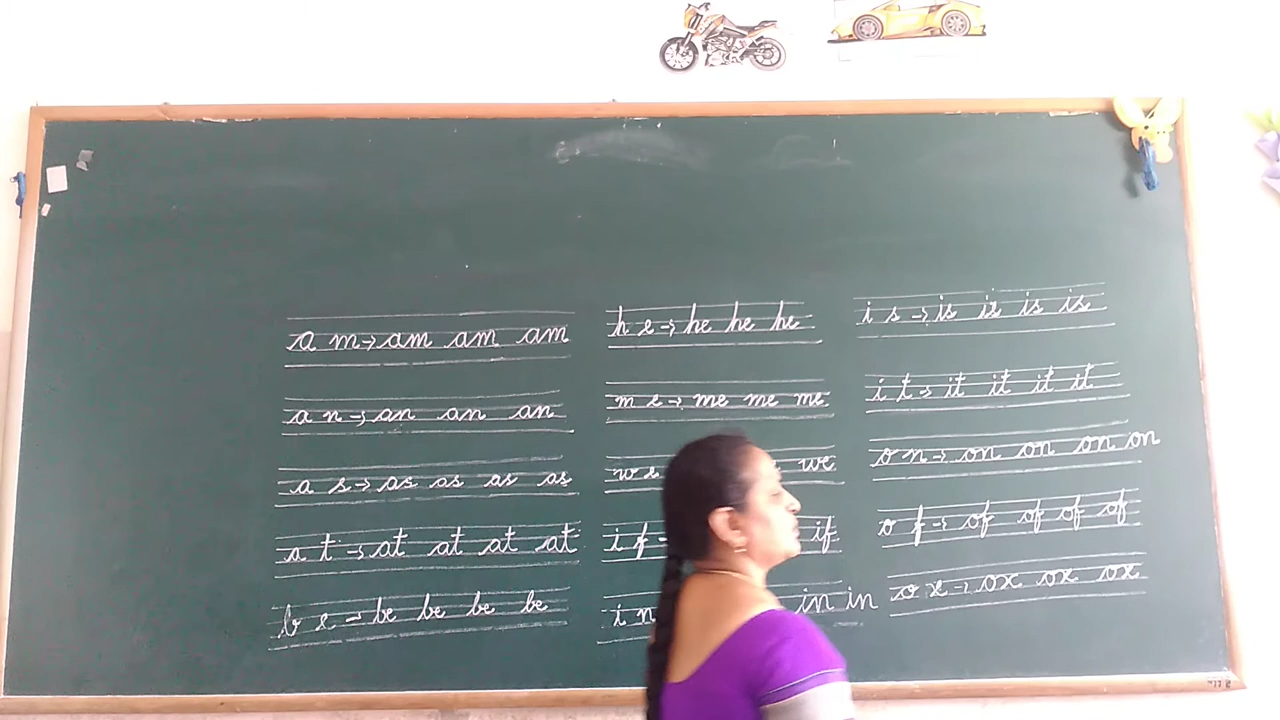 a m→ am am am
a n→ an an an
a s→ as as as as
a t→ at at at at
b e→ be be be be
h e→ he he he
m e→ me me me
w e we
i f→ if
i n in in
i s→ is is is is
i t→ it it it it
o n→ on on on on
o f→ of of of of
o x→ ox ox ox